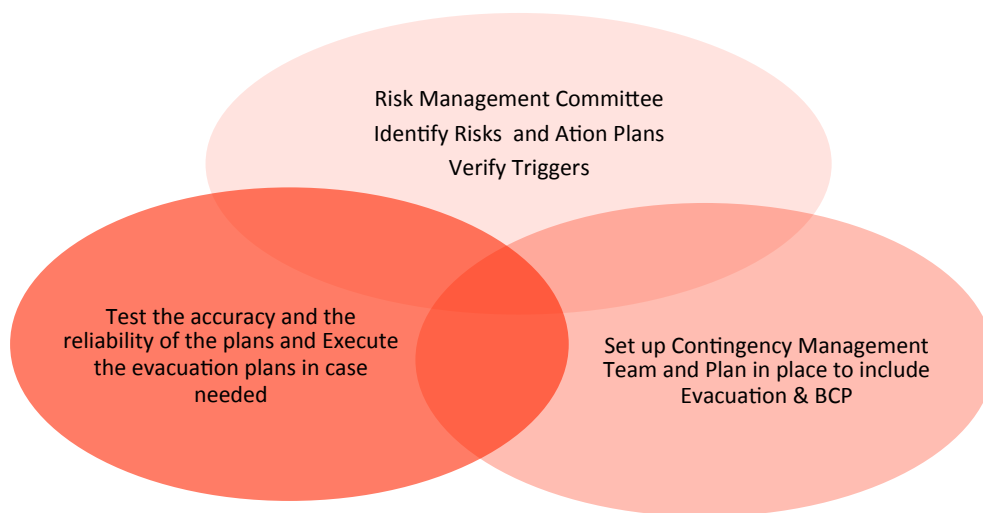 Risk Management Committee
Identify Risks and Ation Plans
Verify Triggers
Test the accuracy and the
reliability of the plans and Execute
the evacuation plans in case
needed
Set up Contingency Management
Team and Plan in place to include
Evacuation & BCP